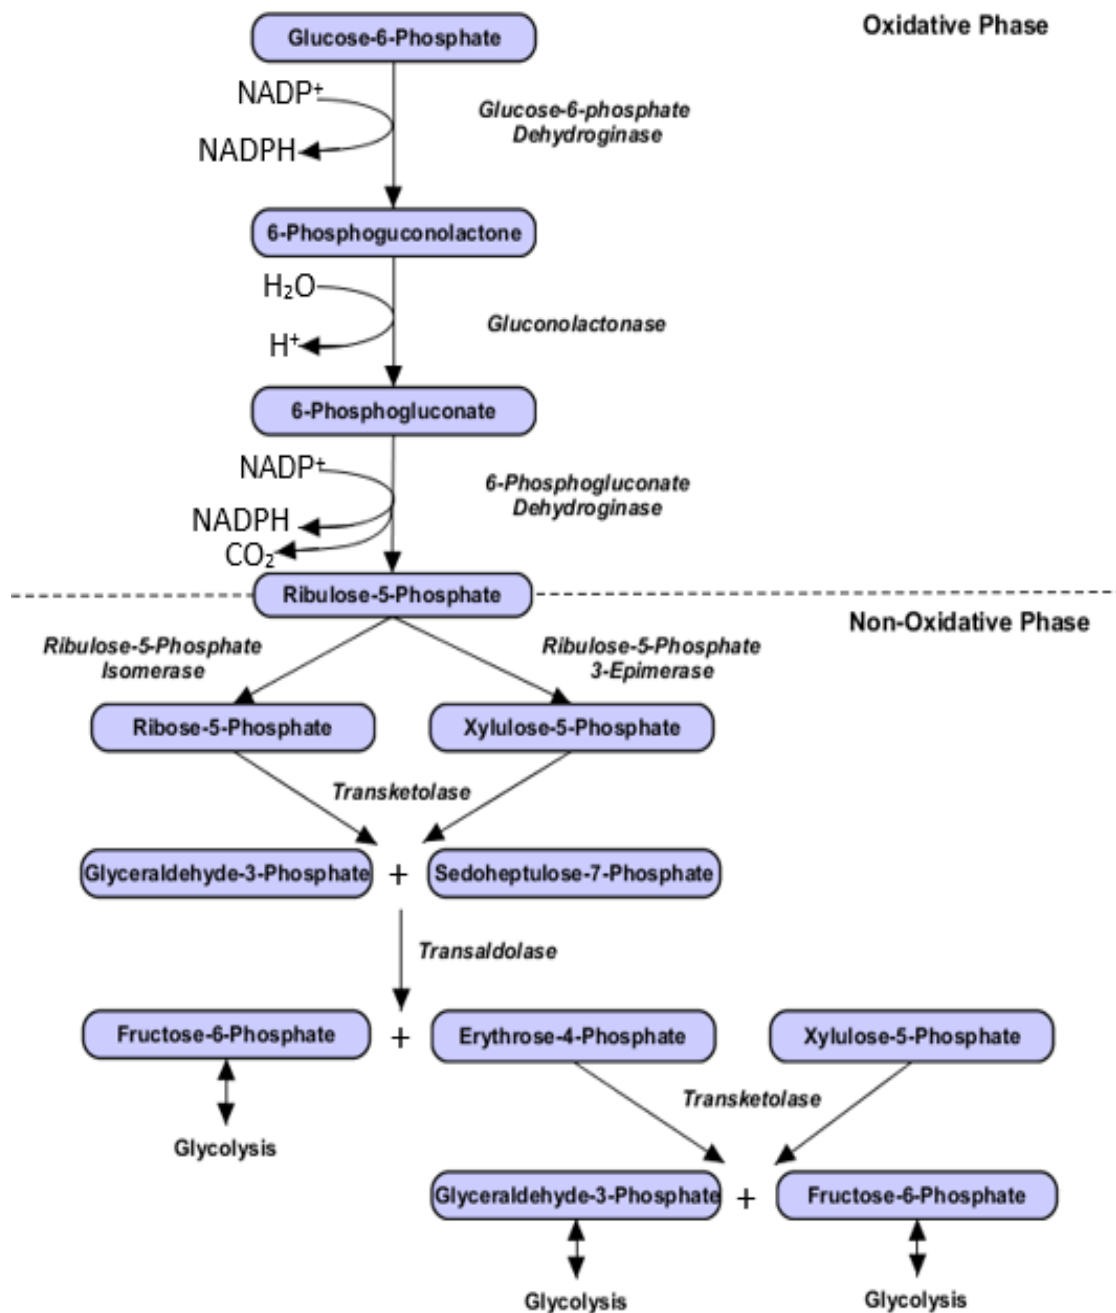 Glucose-6-Phosphate
Oxidative Phase
NADP⁺
Glucose-6-phosphate
Dehydroginase
NADPH
6-Phosphoguconolactone
H₂O
Gluconolactonase
H⁺
6-Phosphogluconate
NADP⁺
6-Phosphogluconate
Dehydroginase
NADPH
CO₂
Ribulose-5-Phosphate
Non-Oxidative Phase
Ribulose-5-Phosphate
Isomerase
Ribulose-5-Phosphate
3-Epimerase
Ribose-5-Phosphate
Xylulose-5-Phosphate
Transketolase
Glyceraldehyde-3-Phosphate + Sedoheptulose-7-Phosphate
Transaldolase
Fructose-6-Phosphate + Erythrose-4-Phosphate
Xylulose-5-Phosphate
Transketolase
Glycolysis
Glyceraldehyde-3-Phosphate + Fructose-6-Phosphate
Glycolysis
Glycolysis